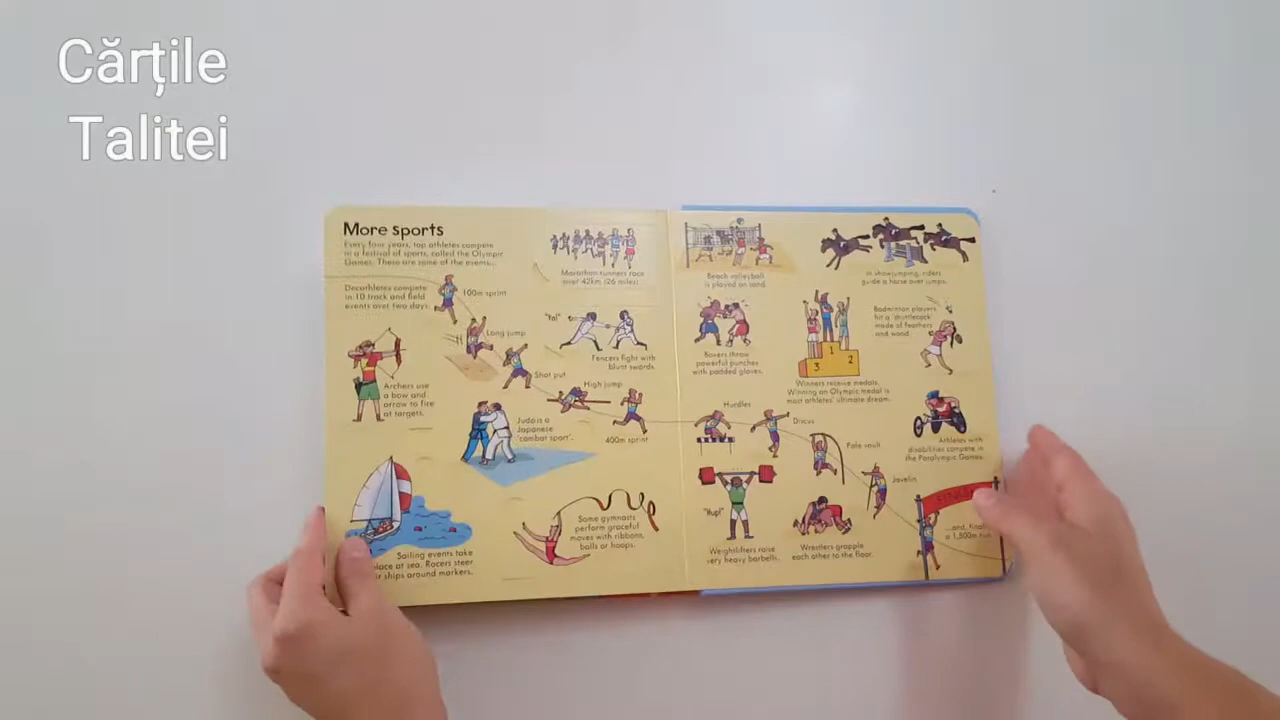 Cărțile
Talitei
More sports
Every four years, top athletes compete
in a festival of sports, called the Olympic
Games. These are some of the events...
Decathletes compete
in 10 track and field
events over two days.
100m sprint
Long jump
Shot put
High jump
400m sprint
Marathon runners race
over 42km (26 miles).
"Ya!"
Fencers fight with
blunt swords.
Archers use
a bow and
arrow to fire
at targets.
Judo is a
Japanese
'combat sport'.
Sailing events take
place at sea. Racers steer
ships around markers.
Some gymnasts
perform graceful
moves with ribbons,
balls or hoops.
Beach volleyball
is played on sand.
In showjumping, riders
guide a horse over jumps.
Boxers throw
powerful punches
with padded gloves.
1
2
3
Winners receive medals.
Winning an Olympic medal is
most athletes' ultimate dream.
Badminton players
hit a 'shuttlecock'
made of feathers
and wood.
Hurdles
Discus
Pole vault
Javelin
Athletes with
disabilities compete in
the Paralympic Games.
"Hup!"
Weightlifters raise
very heavy barbells.
Wrestlers grapple
each other to the floor.
...and, finally,
a 1,500m run.